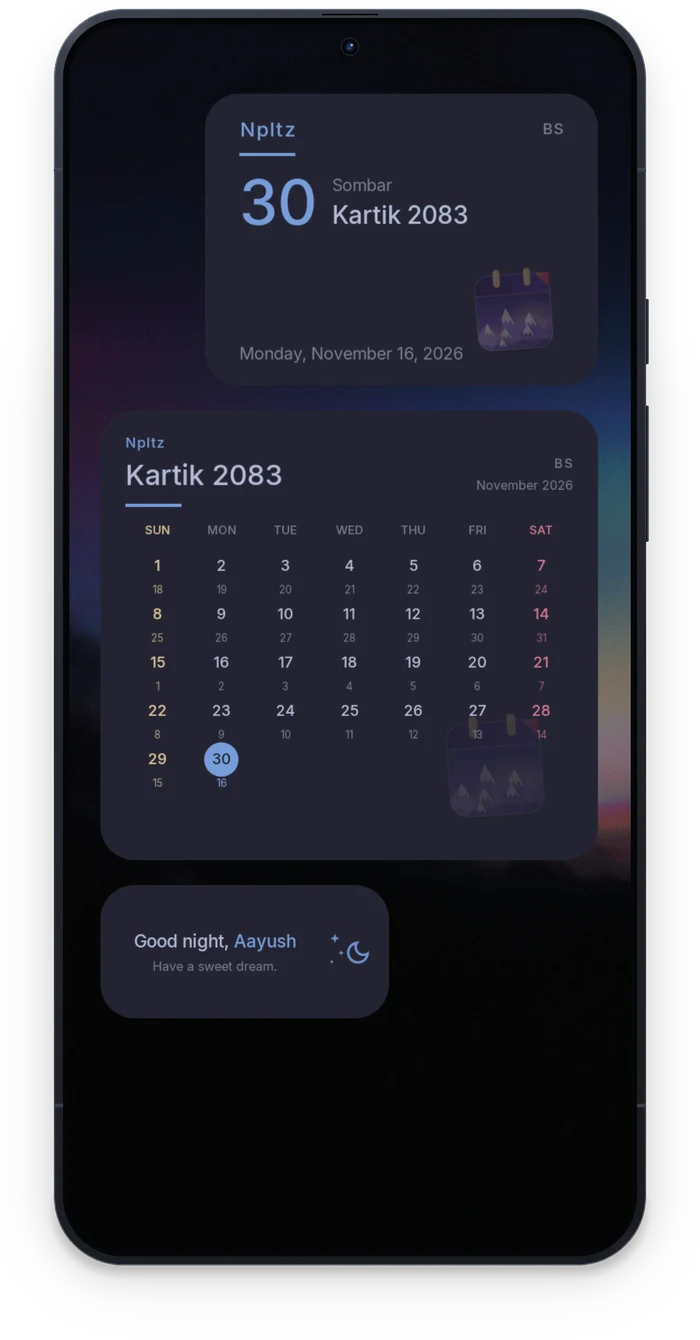 Npltz
BS
30
Sombar
Kartik 2083
Monday, November 16, 2026
Npltz
Kartik 2083
BS
November 2026
SUN MON TUE WED THU FRI SAT
1 2 3 4 5 6 7
18 19 20 21 22 23 24
8 9 10 11 12 13 14
25 26 27 28 29 30 31
15 16 17 18 19 20 21
1 2 3 4 5 6 7
22 23 24 25 26 27 28
8 9 10 11 12 13 14
29 30
15 16
Good night, Aayush
Have a sweet dream.